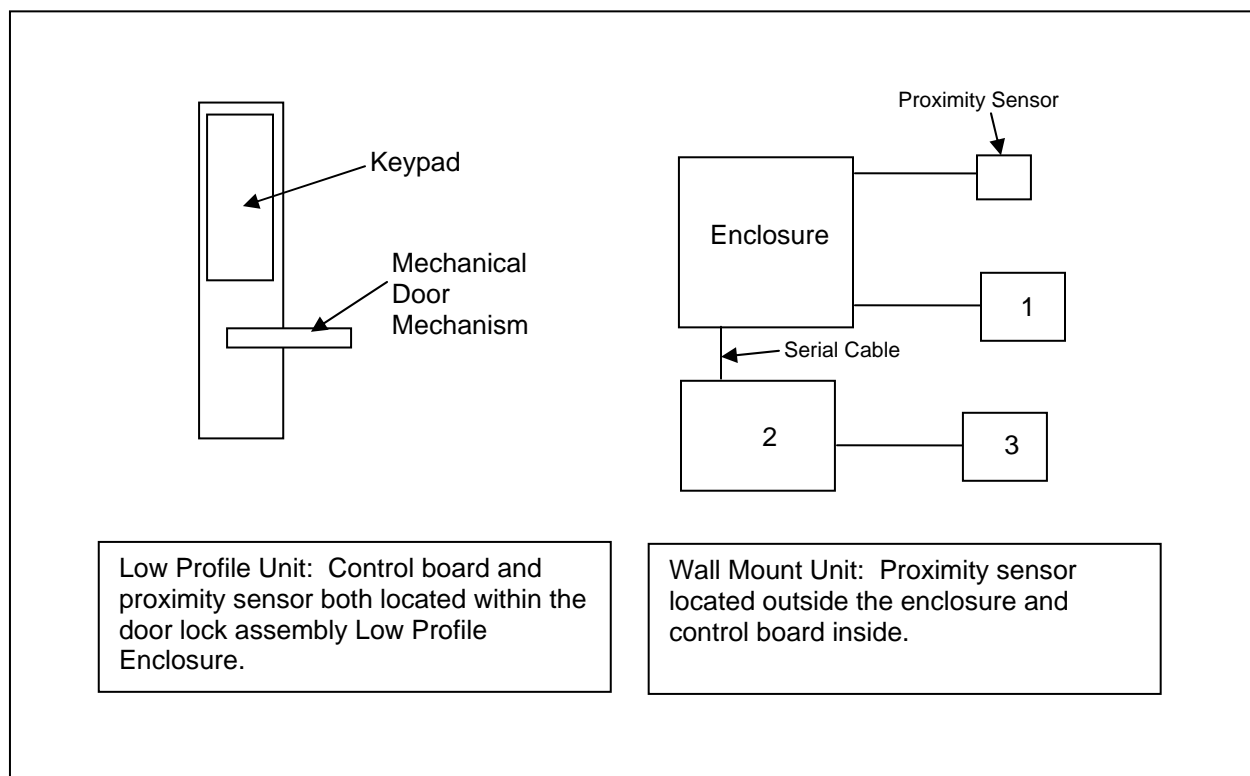 Keypad
Mechanical
Door
Mechanism
Proximity Sensor
Enclosure
1
Serial Cable
2
3
Low Profile Unit:  Control board and
proximity sensor both located within the
door lock assembly Low Profile
Enclosure.
Wall Mount Unit:  Proximity sensor
located outside the enclosure and
control board inside.